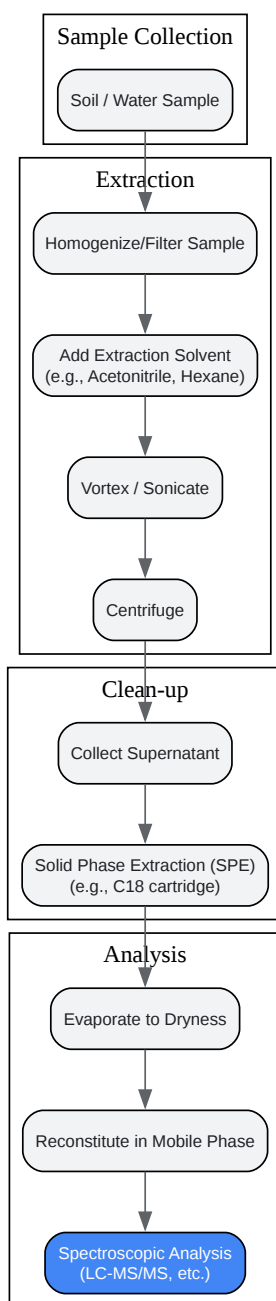 Sample Collection
Soil / Water Sample
Extraction
Homogenize/Filter Sample
Add Extraction Solvent
(e.g., Acetonitrile, Hexane)
Vortex / Sonicate
Centrifuge
Clean-up
Collect Supernatant
Solid Phase Extraction (SPE)
(e.g., C18 cartridge)
Analysis
Evaporate to Dryness
Reconstitute in Mobile Phase
Spectroscopic Analysis
(LC-MS/MS, etc.)